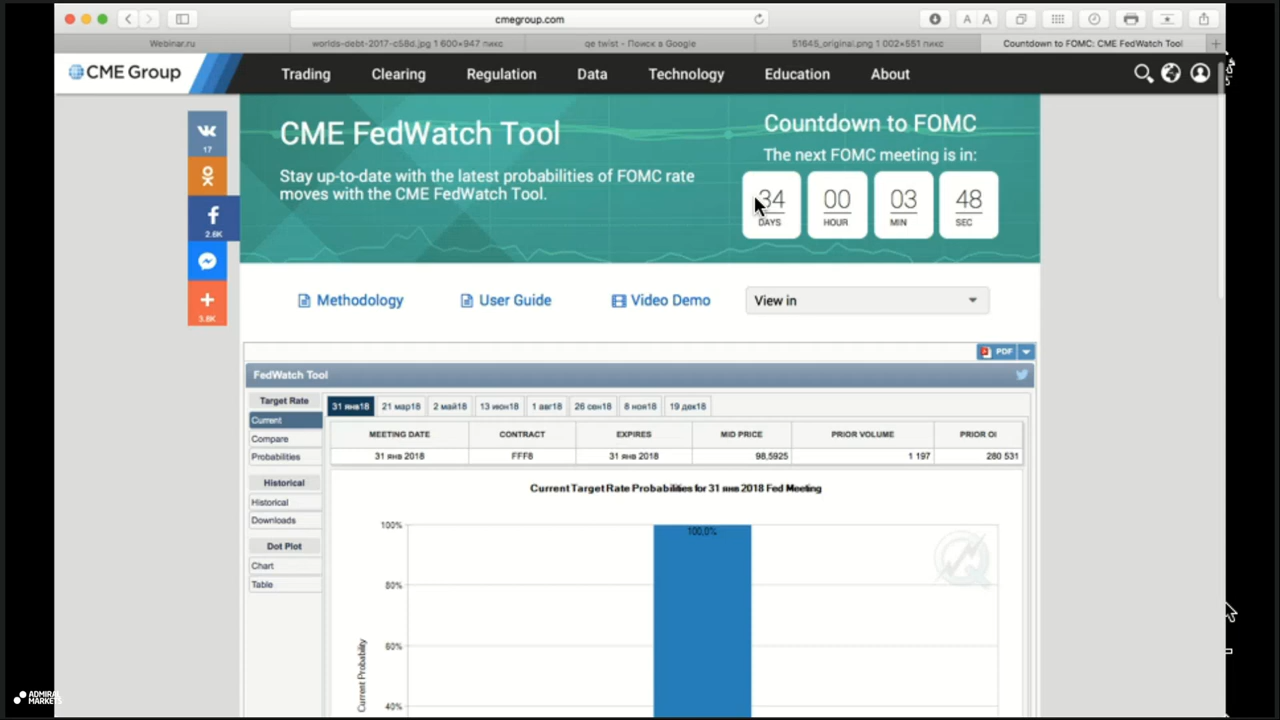 cmegroup.com
A A
Webinar.ru
worlds-debt-2017-c58d.jpg 1 600×947 пикс
qe twist - Поиск в Google
51645_original.png 1 002×551 пикс
Countdown to FOMC: CME FedWatch Tool
CME Group
Trading
Clearing
Regulation
Data
Technology
Education
About
17
2.6K
3.8K
CME FedWatch Tool
Stay up-to-date with the latest probabilities of FOMC rate
moves with the CME FedWatch Tool.
Countdown to FOMC
The next FOMC meeting is in:
34 00 03 48
DAYS HOUR MIN SEC
Methodology
User Guide
Video Demo
View in
PDF
FedWatch Tool
Target Rate
Current
Compare
Probabilities
Historical
Historical
Downloads
Dot Plot
Chart
Table
31 янв18 21 мар18 2 май18 13 июн18 1 авг18 26 сен18 8 ноя18 19 дек18
MEETING DATE CONTRACT EXPIRES MID PRICE PRIOR VOLUME PRIOR OI
31 янв 2018 FFF8 31 янв 2018 98,5925 1 197 280 531
Current Target Rate Probabilities for 31 янв 2018 Fed Meeting
100%
100,0%
80%
60%
40%
Current Probability
ADMIRAL
MARKETS